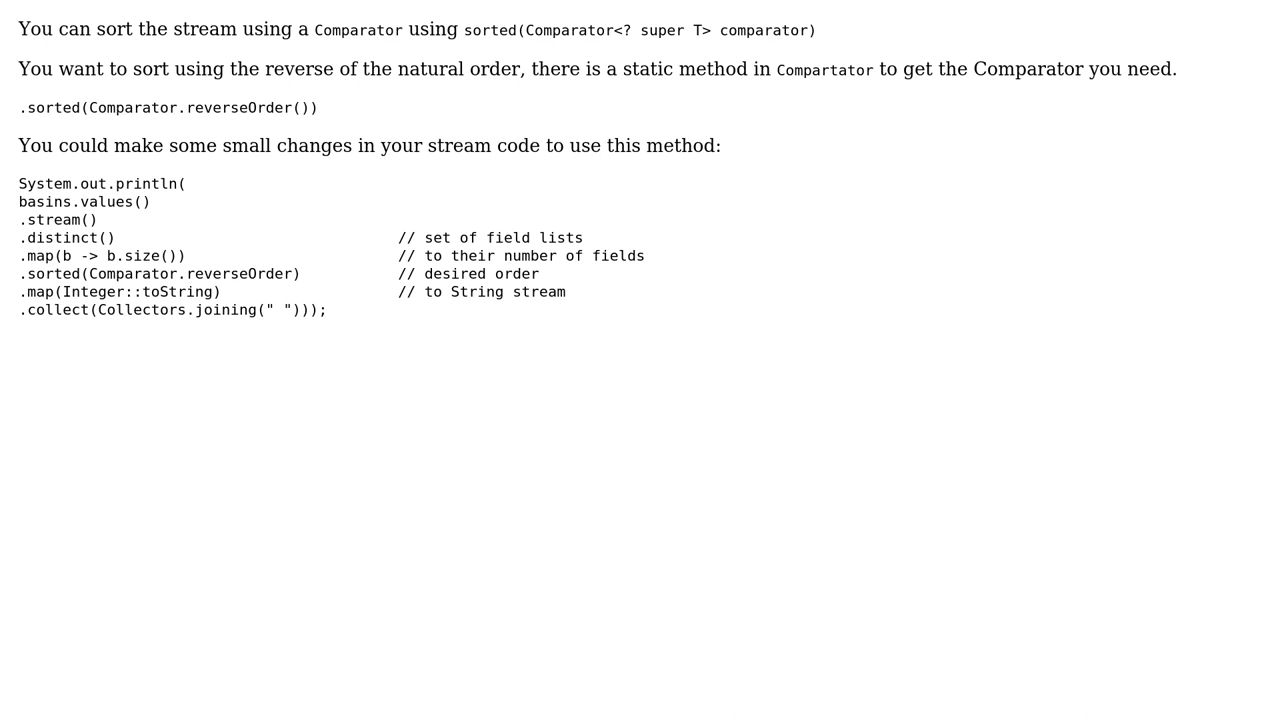 You can sort the stream using a Comparator using sorted(Comparator<? super T> comparator)
You want to sort using the reverse of the natural order, there is a static method in Compartator to get the Comparator you need.
.sorted(Comparator.reverseOrder())
You could make some small changes in your stream code to use this method:
System.out.println(
basins.values()
.stream()
.distinct()                                // set of field lists
.map(b -> b.size())                        // to their number of fields
.sorted(Comparator.reverseOrder)           // desired order
.map(Integer::toString)                    // to String stream
.collect(Collectors.joining(" ")));